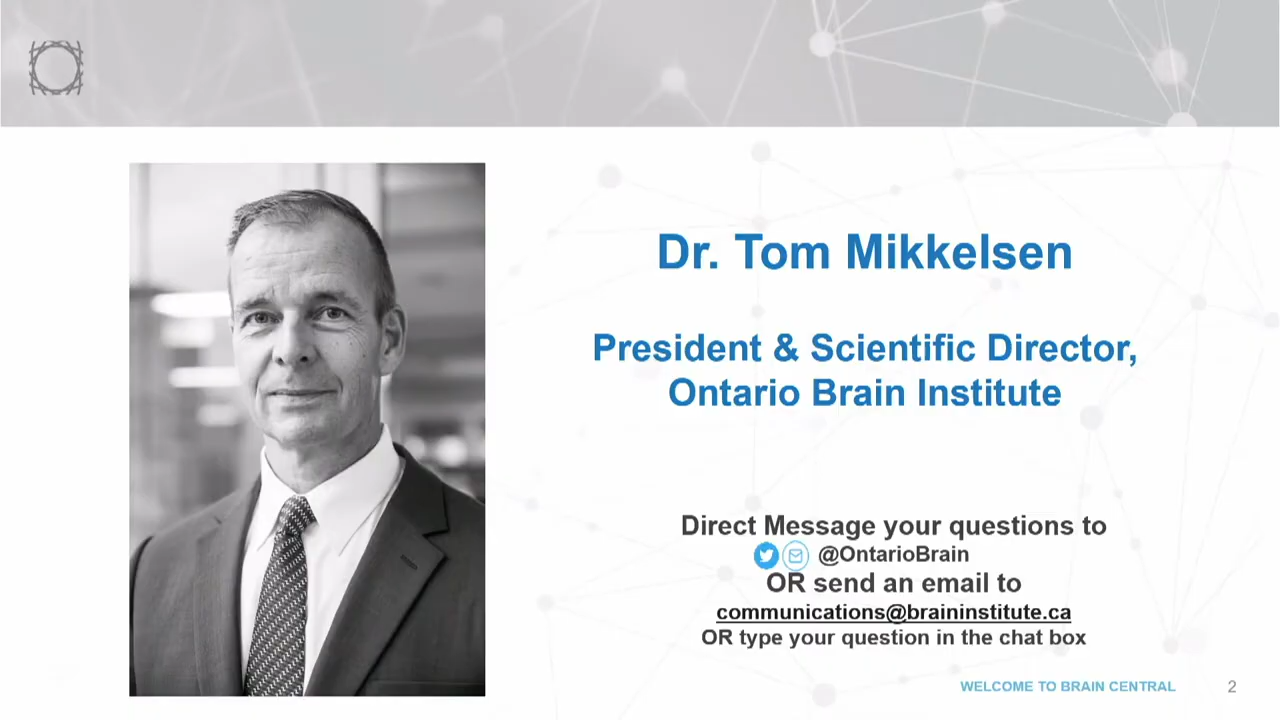 Dr. Tom Mikkelsen
President & Scientific Director,
Ontario Brain Institute
Direct Message your questions to
@OntarioBrain
OR send an email to
communications@braininstitute.ca
OR type your question in the chat box
WELCOME TO BRAIN CENTRAL
2